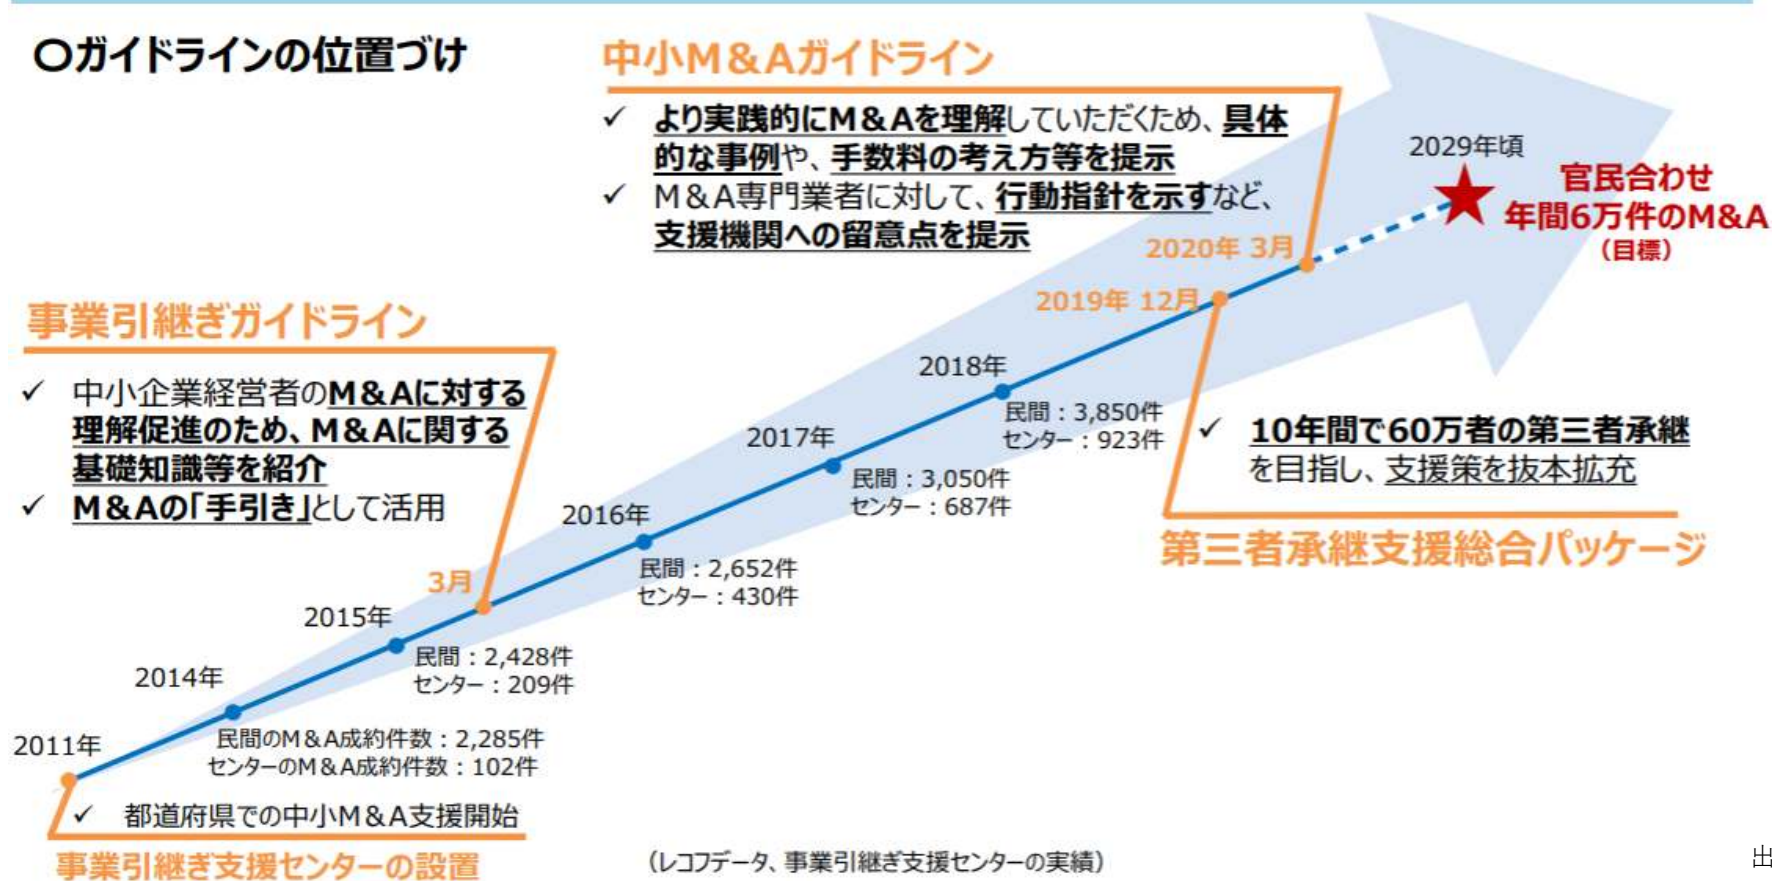 〇ガイドラインの位置づけ
中小M&Aガイドライン
✓ より実践的にM&Aを理解していただくため、具体
的な事例や、手数料の考え方等を提示
✓ M&A専門業者に対して、行動指針を示すなど、
支援機関への留意点を提示
2029年頃
官民合わせ
年間6万件のM&A
(目標)
2020年 3月
2019年 12月
事業引継ぎガイドライン
✓ 中小企業経営者のM&Aに対する
理解促進のため、M&Aに関する
基礎知識等を紹介
✓ M&Aの「手引き」として活用
3月
2018年
民間:3,850件
センター:923件
✓ 10年間で60万者の第三者承継
を目指し、支援策を抜本拡充
第三者承継支援総合パッケージ
2017年
民間:3,050件
センター:687件
2016年
民間:2,652件
センター:430件
2015年
民間:2,428件
センター:209件
2014年
民間のM&A成約件数:2,285件
センターのM&A成約件数:102件
2011年
✓ 都道府県での中小M&A支援開始
事業引継ぎ支援センターの設置
(レコフデータ、事業引継ぎ支援センターの実績)
出